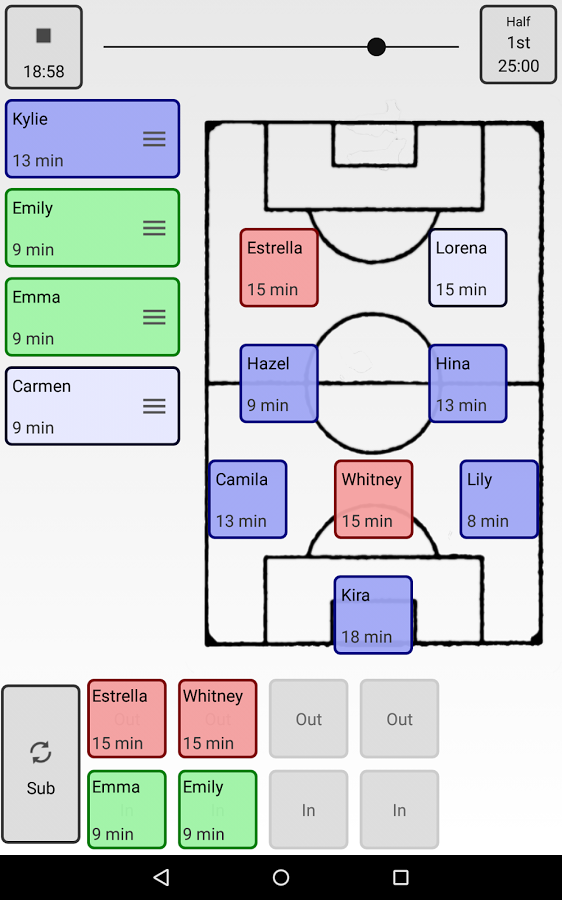 18:58
Half
1st
25:00
Kylie
13 min
Emily
9 min
Emma
9 min
Carmen
9 min
Estrella
15 min
Lorena
15 min
Hazel
9 min
Hina
13 min
Camila
13 min
Whitney
15 min
Lily
8 min
Kira
18 min
Sub
Estrella
Out
15 min
Whitney
Out
15 min
Out
Out
Emma
In
9 min
Emily
In
9 min
In
In